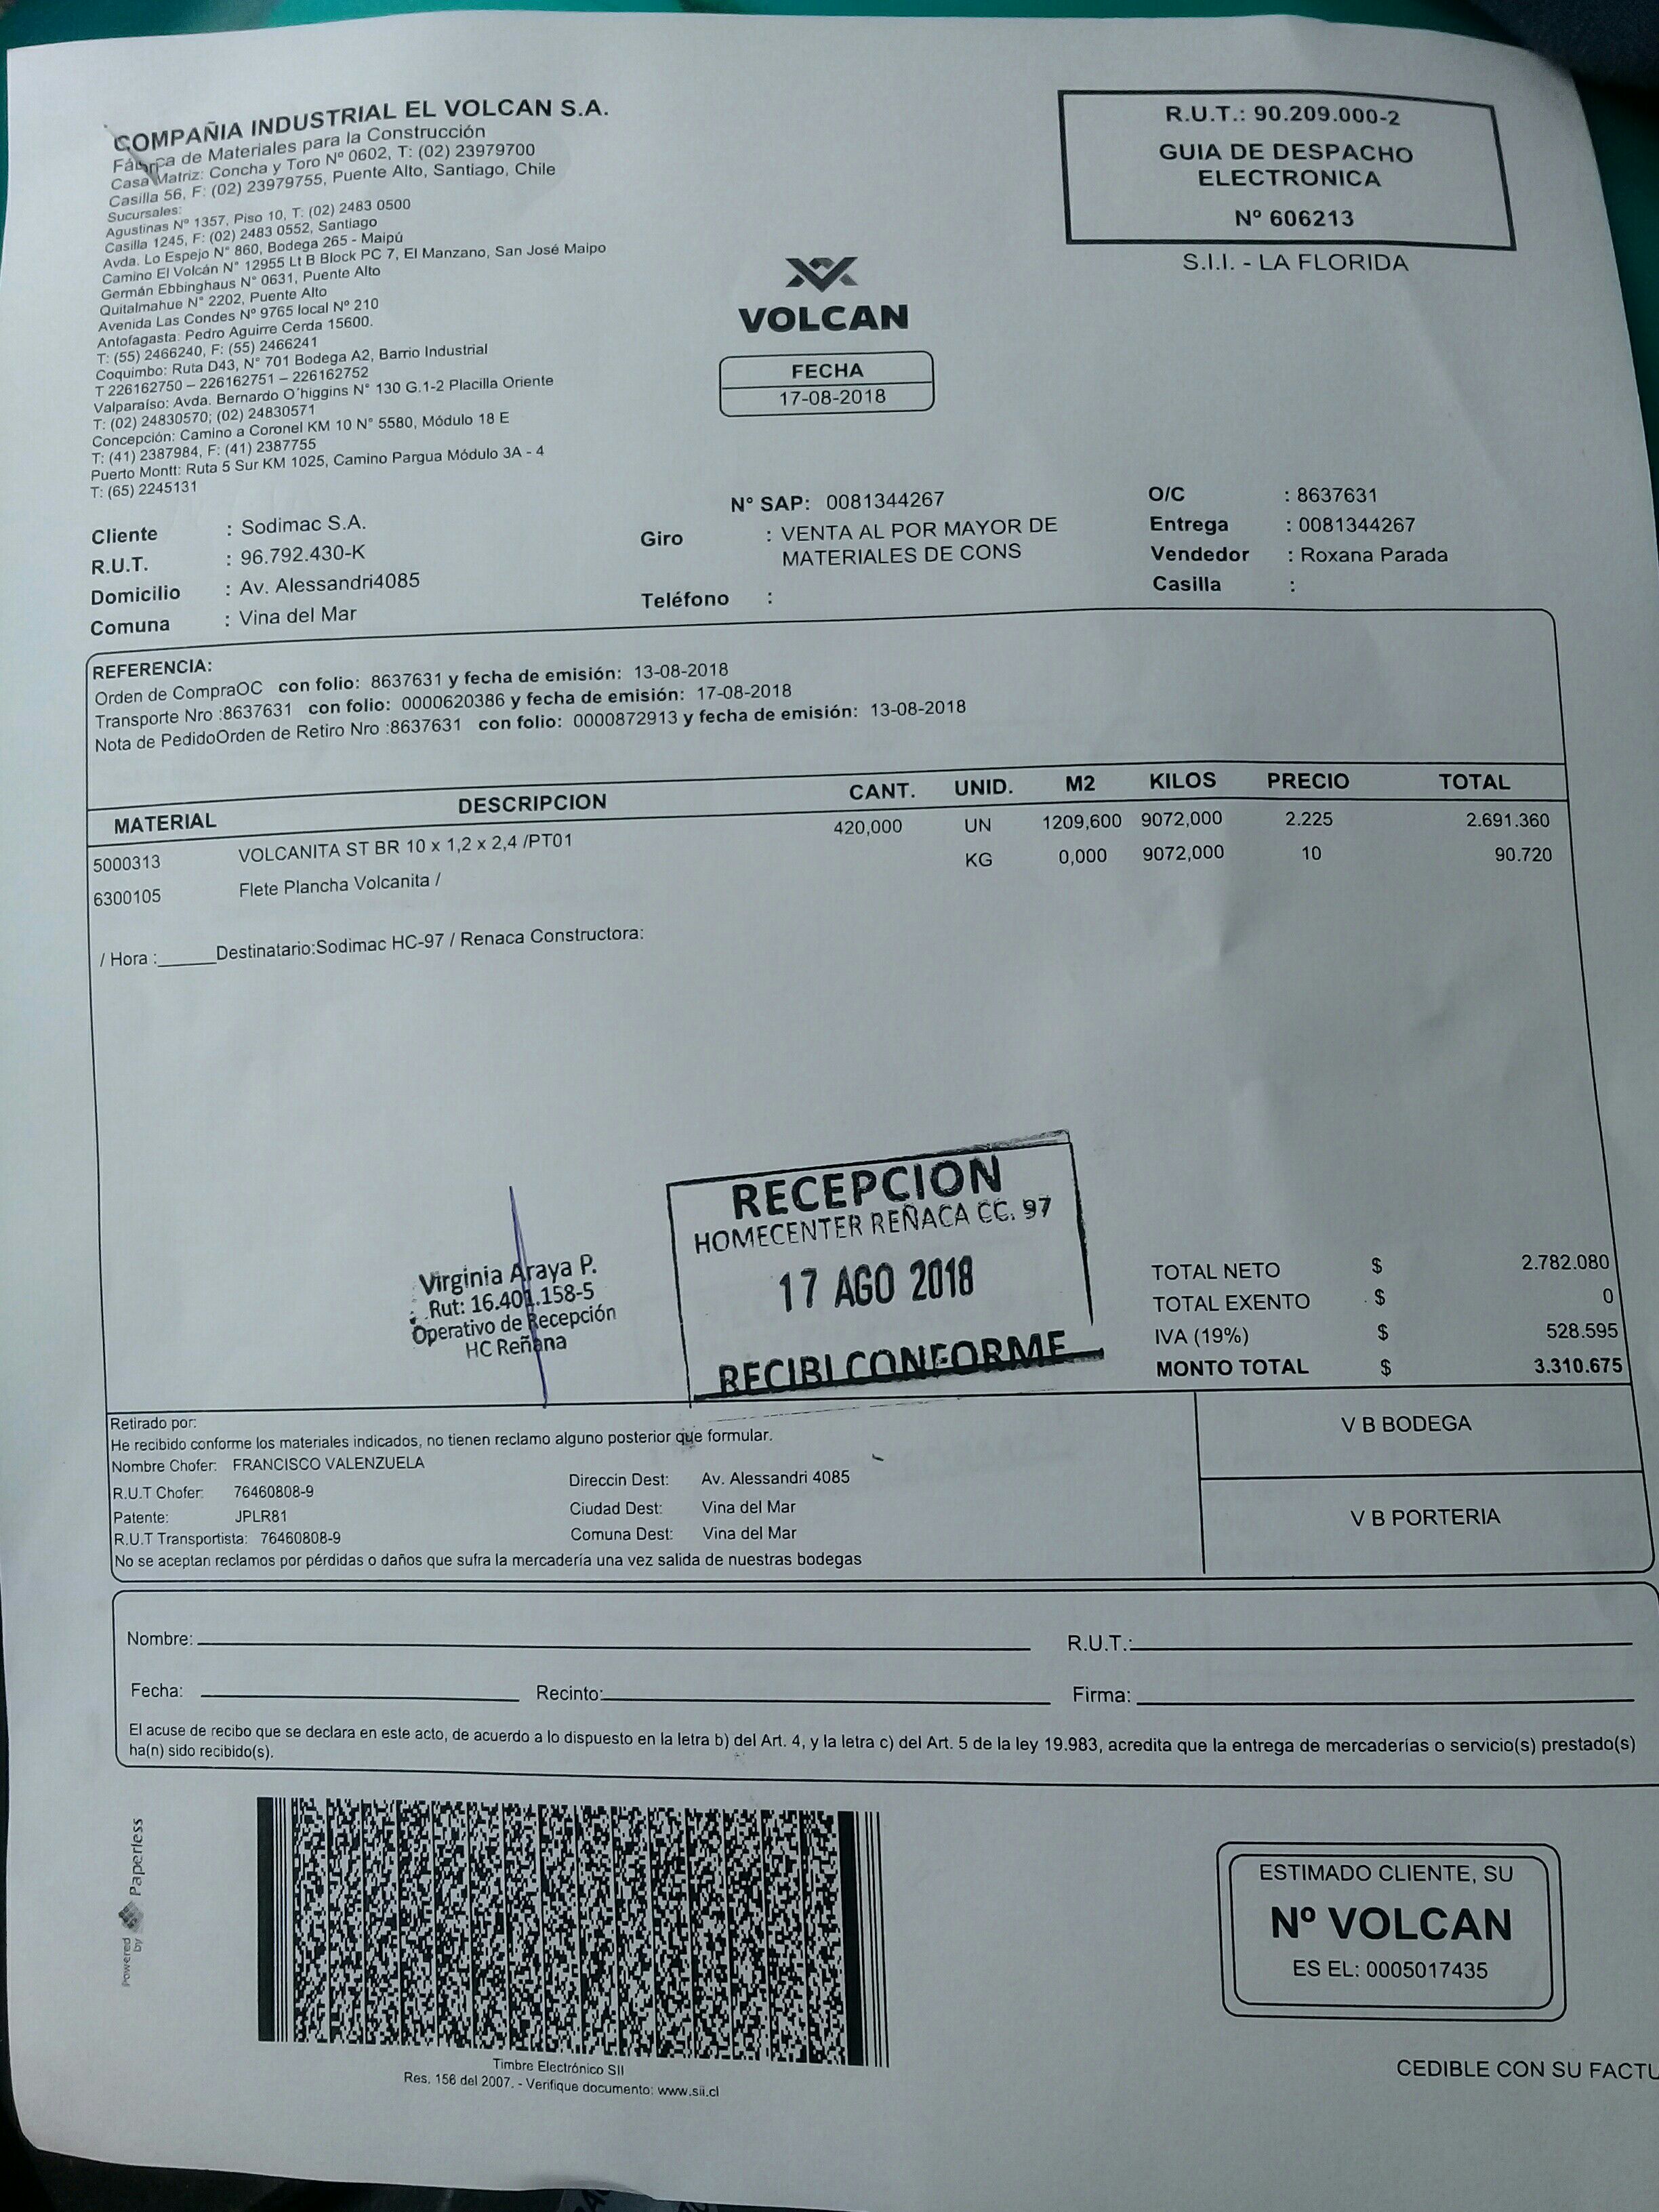 COMPAÑIA INDUSTRIAL EL VOLCAN S.A.
Fábrica de Materiales para la Construcción
Casa Matriz: Concha y Toro Nº 0602, T: (02) 23979700
Casilla 56, F: (02) 23979755, Puente Alto, Santiago, Chile
Sucursales:
Agustinas Nº 1357, Piso 10, T: (02) 2483 0500
Casilla 1245, F: (02) 2483 0552, Santiago
Avda. Lo Espejo N° 860, Bodega 265 - Maipú
Camino El Volcán N° 12955 Lt B Block PC 7, El Manzano, San José Maipo
Germán Ebbinghaus N° 0631, Puente Alto
Quitalmahue N° 2202, Puente Alto
Avenida Las Condes Nº 9765 local Nº 210
Antofagasta: Pedro Aguirre Cerda 15600.
T: (55) 2466240, F: (55) 2466241
Coquimbo: Ruta D43, N° 701 Bodega A2, Barrio Industrial
T 226162750 – 226162751 – 226162752
Valparaíso: Avda. Bernardo O´higgins N° 130 G.1-2 Placilla Oriente
T: (02) 24830570; (02) 24830571
Concepción: Camino a Coronel KM 10 N° 5580, Módulo 18 E
T: (41) 2387984, F: (41) 2387755
Puerto Montt: Ruta 5 Sur KM 1025, Camino Pargua Módulo 3A - 4
T: (65) 2245131
VOLCAN
FECHA
17-08-2018
R.U.T.: 90.209.000-2
GUIA DE DESPACHO
ELECTRONICA
Nº 606213
S.I.I. - LA FLORIDA
Cliente : Sodimac S.A.
R.U.T. : 96.792.430-K
Domicilio : Av. Alessandri4085
Comuna : Vina del Mar
N° SAP: 0081344267
Giro : VENTA AL POR MAYOR DE
MATERIALES DE CONS
Teléfono :
O/C : 8637631
Entrega : 0081344267
Vendedor : Roxana Parada
Casilla :
REFERENCIA:
Orden de CompraOC con folio: 8637631 y fecha de emisión: 13-08-2018
Transporte Nro :8637631 con folio: 0000620386 y fecha de emisión: 17-08-2018
Nota de PedidoOrden de Retiro Nro :8637631 con folio: 0000872913 y fecha de emisión: 13-08-2018
MATERIAL DESCRIPCION CANT. UNID. M2 KILOS PRECIO TOTAL
5000313 VOLCANITA ST BR 10 x 1,2 x 2,4 /PT01 420,000 UN 1209,600 9072,000 2.225 2.691.360
6300105 Flete Plancha Volcanita / KG 0,000 9072,000 10 90.720
/ Hora :______Destinatario:Sodimac HC-97 / Renaca Constructora:
Virginia Araya P.
Rut: 16.401.158-5
Operativo de Recepción
HC Reñana
RECEPCION
HOMECENTER REÑACA CC. 97
17 AGO 2018
RECIBI CONFORME
TOTAL NETO $ 2.782.080
TOTAL EXENTO $ 0
IVA (19%) $ 528.595
MONTO TOTAL $ 3.310.675
Retirado por:
He recibido conforme los materiales indicados, no tienen reclamo alguno posterior que formular.
Nombre Chofer: FRANCISCO VALENZUELA
R.U.T Chofer: 76460808-9
Patente: JPLR81
R.U.T Transportista: 76460808-9
Direccin Dest: Av. Alessandri 4085
Ciudad Dest: Vina del Mar
Comuna Dest: Vina del Mar
No se aceptan reclamos por pérdidas o daños que sufra la mercadería una vez salida de nuestras bodegas
V B BODEGA
V B PORTERIA
Nombre: R.U.T.:
Fecha: Recinto: Firma:
El acuse de recibo que se declara en este acto, de acuerdo a lo dispuesto en la letra b) del Art. 4, y la letra c) del Art. 5 de la ley 19.983, acredita que la entrega de mercaderías o servicio(s) prestado(s)
ha(n) sido recibido(s).
Powered by Paperless
Timbre Electrónico SII
Res. 156 del 2007. - Verifique documento: www.sii.cl
ESTIMADO CLIENTE, SU
Nº VOLCAN
ES EL: 0005017435
CEDIBLE CON SU FACTU